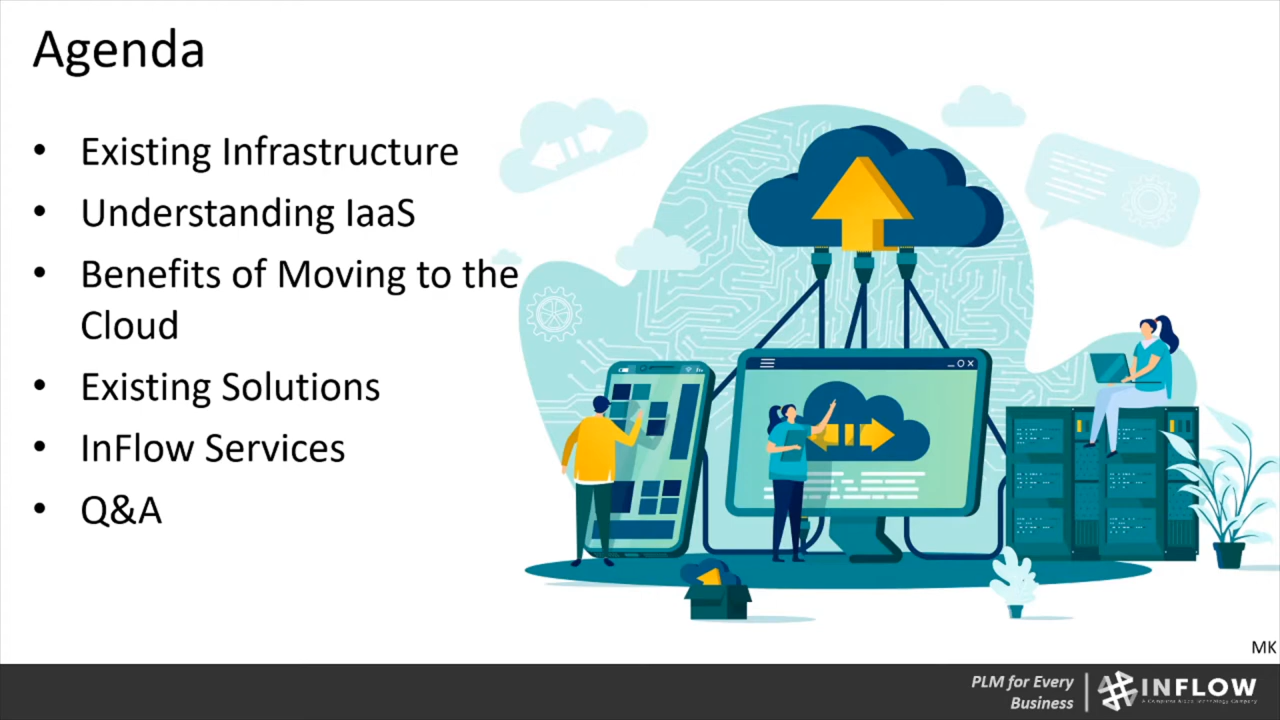 Agenda
• Existing Infrastructure
• Understanding IaaS
• Benefits of Moving to the
Cloud
• Existing Solutions
• InFlow Services
• Q&A
MK
PLM for Every
Business
INFLOW